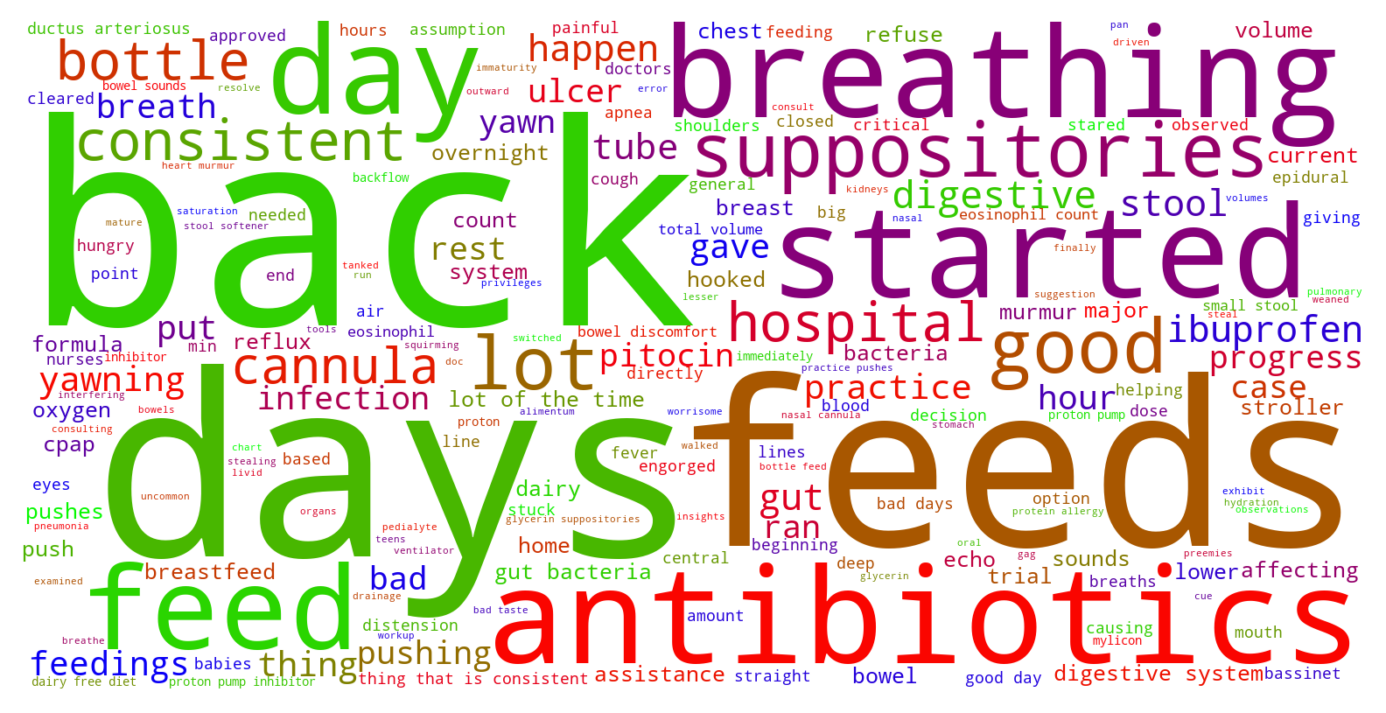 ductus arteriosus
approved
hours
assumption
painful
chest
feeding
refuse
pan
volume
bottle
day
happen
breathing
driven
immaturity
doctors
bowel sounds
resolve
outward
ulcer
error
cleared
breath
yawn
apnea
consult
closed
critical
stared
observed
consistent
overnight
tube
shoulders
suppositories
current
heart murmur
backflow
cough
general
kidneys
digestive
epidural
back
mature
saturation
needed
stool softener
count
breast
big
nasal
eosinophil count
stool
volumes
giving
hungry
rest
total volume
gave
started
finally
point
end
tanked
run
system
privileges
hooked
suggestion
lesser
small stool
pulmonary
weaned
air
eosinophil
put
min
tools
squirming
switched
bowel discomfort
hospital
murmur
major
steal
ibuprofen
formula
nurses
inhibitor
reflux
cannula
doc
lot
pitocin
directly
immediately
practice pushes
bacteria
good
progress
yawning
interfering
infection
lot of the time
practice
hour
helping
case
oxygen
bowels
consulting
proton
alimentum
worrisome
nasal cannula
blood
stomach
decision
proton pump
dose
stroller
cpap
chart
stealing
livid
based
days
line
fever
walked
engorged
bottle feed
lines
feeds
eyes
uncommon
organs
pedialyte
dairy
stuck
gut
bad days
option
protein allergy
exhibit
hydration
observations
pushes
pneumonia
teens
ventilator
glycerin suppositories
insights
ran
push
home
central
beginning
oral
gag
echo
sounds
preemies
examined
breastfeed
feed
bad
gut bacteria
deep
glycerin
trial
breaths
lower
affecting
cue
drainage
distension
workup
bad taste
antibiotics
amount
causing
mylicon
mouth
breathe
feedings
babies
thing
pushing
dairy free diet
proton pump inhibitor
thing that is consistent
assistance
straight
bowel
good day
digestive system
bassinet